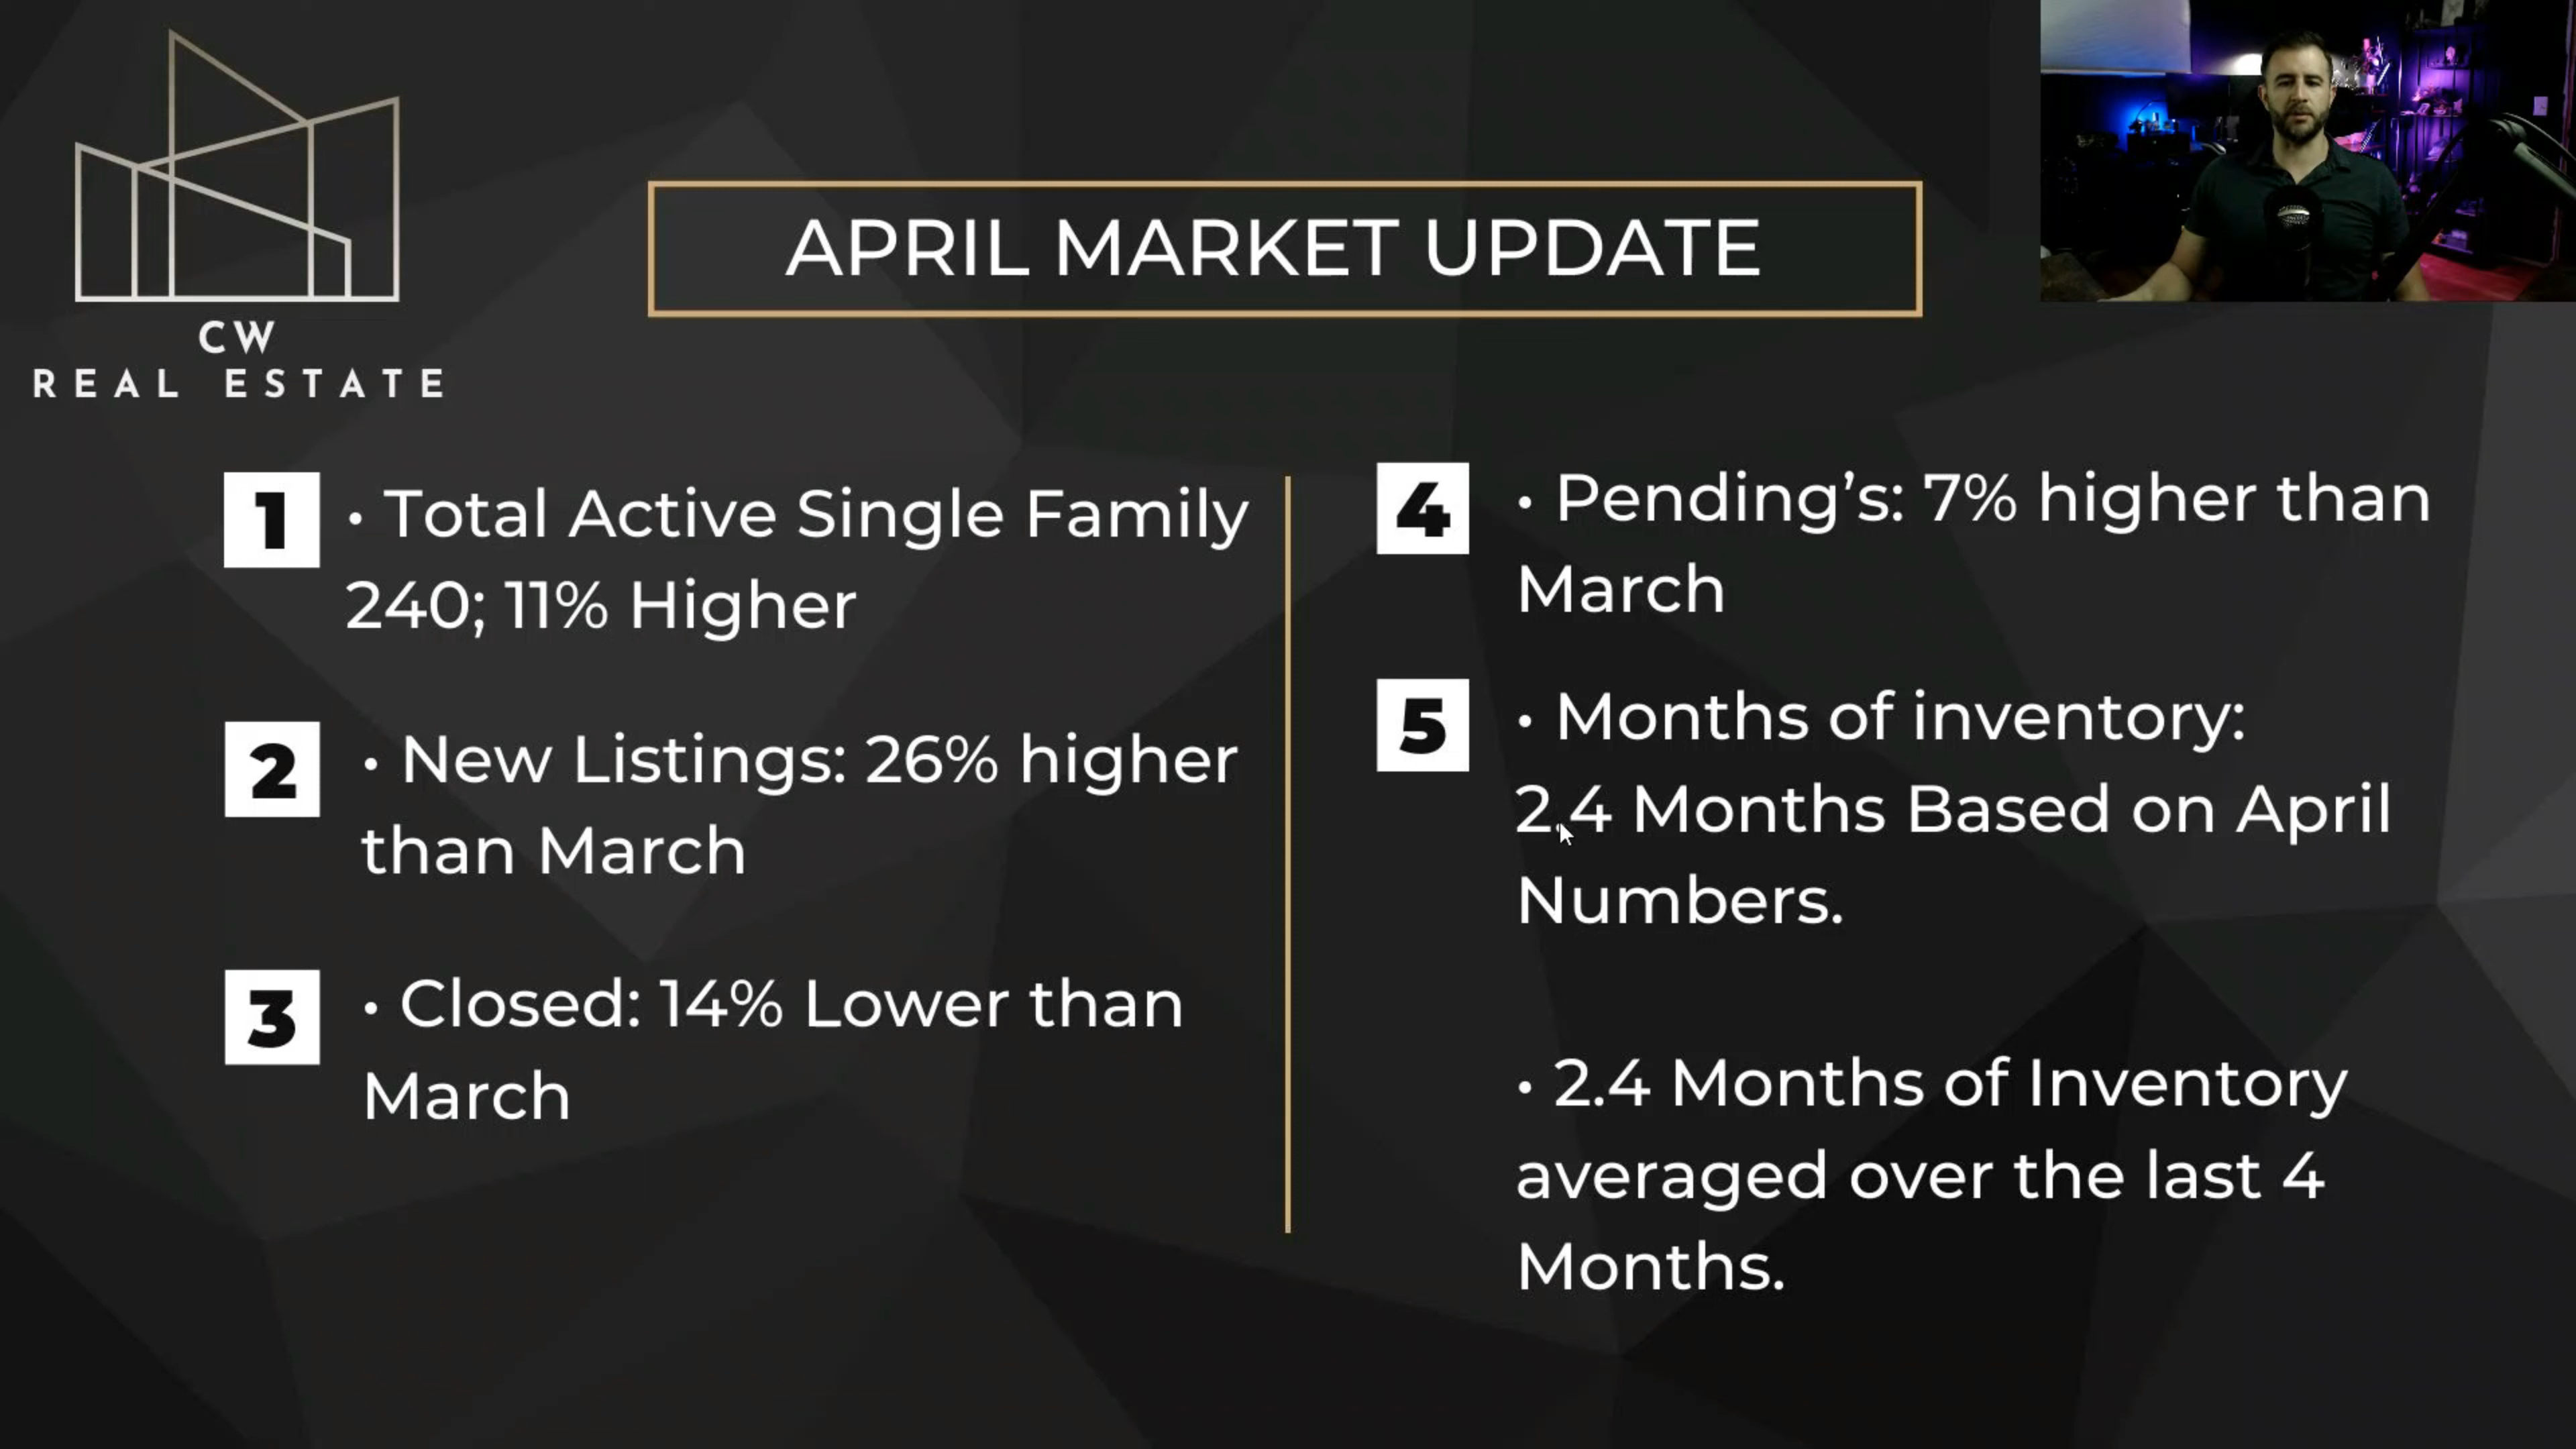 CW
REAL ESTATE
APRIL MARKET UPDATE
1
• Total Active Single Family
240; 11% Higher
2
• New Listings: 26% higher
than March
3
• Closed: 14% Lower than
March
4
• Pending’s: 7% higher than
March
5
• Months of inventory:
2.4 Months Based on April
Numbers.
• 2.4 Months of Inventory
averaged over the last 4
Months.